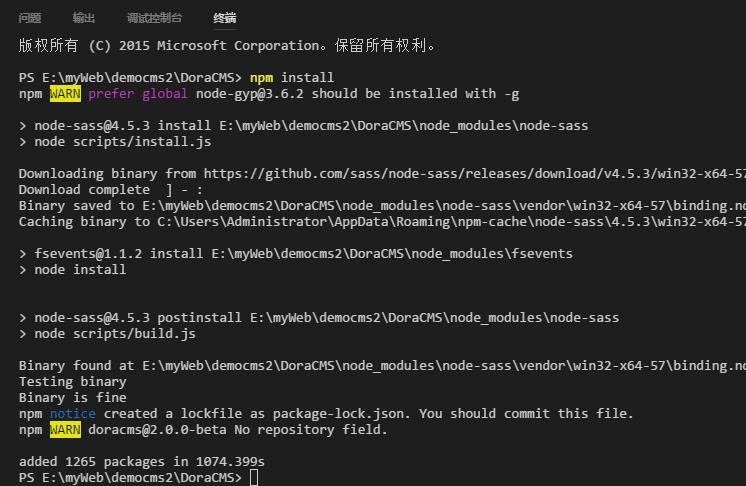 问题 输出 调试控制台 终端
版权所有 (C) 2015 Microsoft Corporation。保留所有权利。
PS E:\myWeb\democms2\DoraCMS> npm install
npm WARN prefer global node-gyp@3.6.2 should be installed with -g
> node-sass@4.5.3 install E:\myWeb\democms2\DoraCMS\node_modules\node-sass
> node scripts/install.js
Downloading binary from https://github.com/sass/node-sass/releases/download/v4.5.3/win32-x64-57
Download complete  ] - :
Binary saved to E:\myWeb\democms2\DoraCMS\node_modules\node-sass\vendor\win32-x64-57\binding.no
Caching binary to C:\Users\Administrator\AppData\Roaming\npm-cache\node-sass\4.5.3\win32-x64-57
> fsevents@1.1.2 install E:\myWeb\democms2\DoraCMS\node_modules\fsevents
> node install
> node-sass@4.5.3 postinstall E:\myWeb\democms2\DoraCMS\node_modules\node-sass
> node scripts/build.js
Binary found at E:\myWeb\democms2\DoraCMS\node_modules\node-sass\vendor\win32-x64-57\binding.no
Testing binary
Binary is fine
npm notice created a lockfile as package-lock.json. You should commit this file.
npm WARN doracms@2.0.0-beta No repository field.
added 1265 packages in 1074.399s
PS E:\myWeb\democms2\DoraCMS>